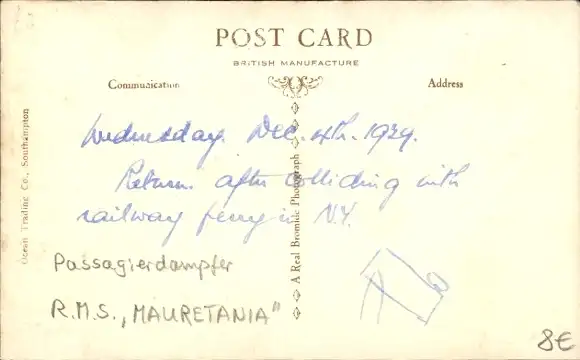 POST CARD
BRITISH MANUFACTURE
Communication
Address
Wednesday. Dec. 4th. 1929.
Return after colliding with
railway ferry in N.Y.
Passagierdampfer
R.M.S. „MAURETANIA"
Ocean Trading Co., Southampton
A Real Bromide Photograph
8€